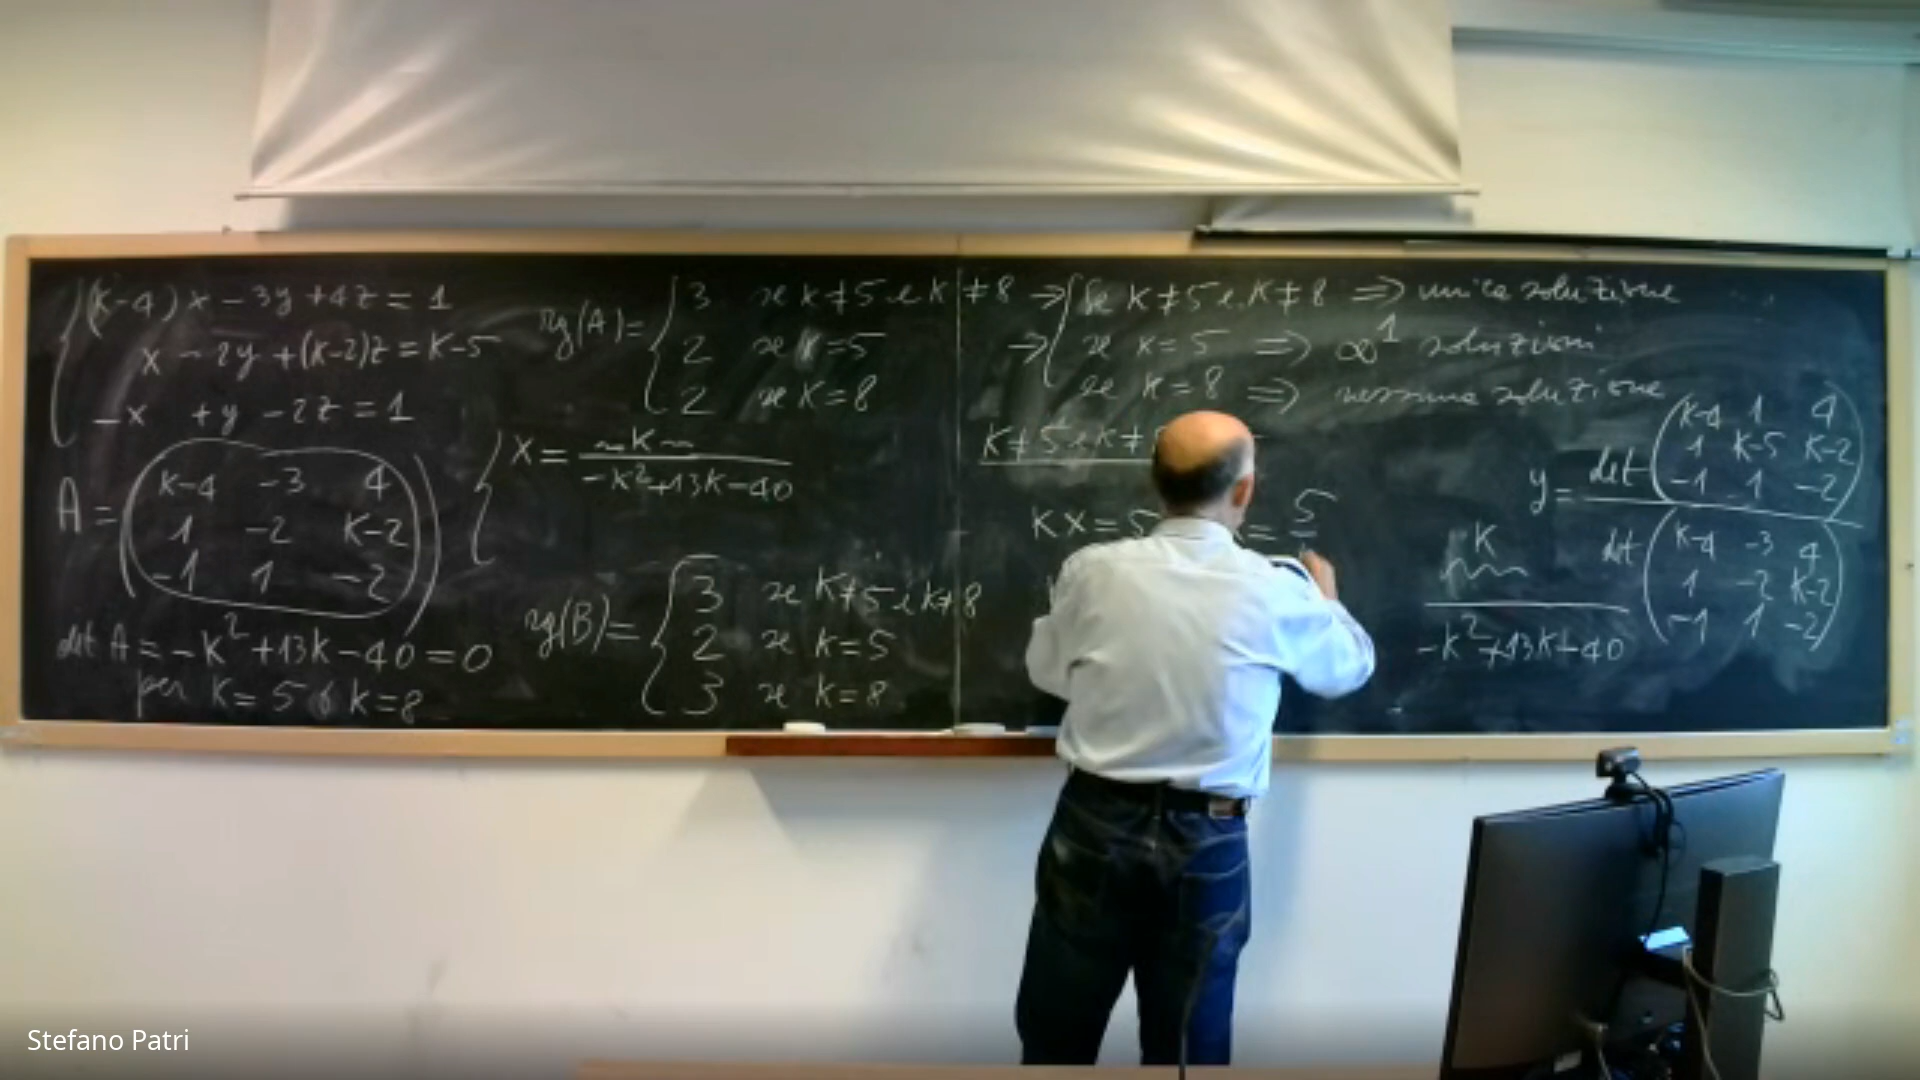 (k-4)x - 3y + 4z = 1
x - 2y + (k-2)z = k-5
-x + y - 2z = 1
A =
k-4 -3 4
1 -2 k-2
-1 1 -2
det A = -k² + 13k - 40 = 0
per k = 5 o k = 8
rg(A) =
3 se k ≠ 5 e k ≠ 8
2 se k = 5
2 se k = 8
x = k / -k² + 13k - 40
rg(B) =
3 se k ≠ 5 e k ≠ 8
2 se k = 5
3 se k = 8
→ Se k ≠ 5 e k ≠ 8 ⇒ unica soluzione
→ se k = 5 ⇒ ∞¹ soluzioni
se k = 8 ⇒ nessuna soluzione
k ≠ 5 e k ≠
kx = 5
= 5
y =
det
k-4 1 4
1 k-5 k-2
-1 1 -2
det
k-4 -3 4
1 -2 k-2
-1 1 -2
k
-k² + 13k - 40
Stefano Patri